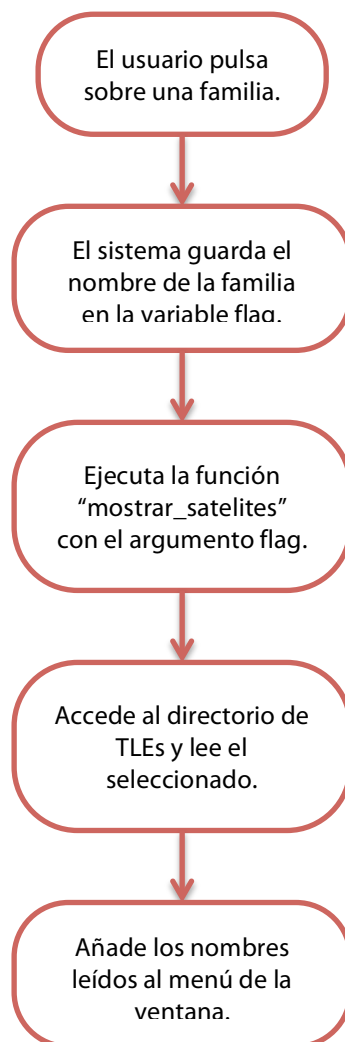 El usuario pulsa
sobre una familia.
El sistema guarda el
nombre de la familia
en la variable flag.
Ejecuta la función
“mostrar_satelites”
con el argumento flag.
Accede al directorio de
TLEs y lee el
seleccionado.
Añade los nombres
leídos al menú de la
ventana.